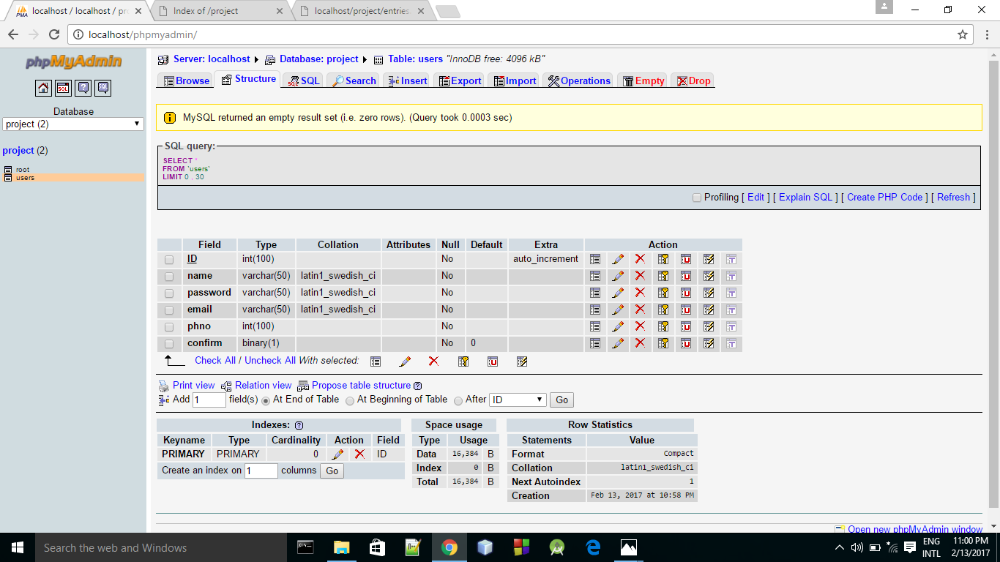 localhost / localhost / pro
Index of /project
localhost/project/entries
localhost/phpmyadmin/
phpMyAdmin
Server: localhost Database: project Table: users "InnoDB free: 4096 kB"
Browse Structure SQL Search Insert Export Import Operations Empty Drop
SQL
Database
project (2)
project (2)
root
users
MySQL returned an empty result set (i.e. zero rows). (Query took 0.0003 sec)
SQL query:
SELECT *
FROM `users`
LIMIT 0 , 30
Profiling [ Edit ] [ Explain SQL ] [ Create PHP Code ] [ Refresh ]
Field Type Collation Attributes Null Default Extra Action
ID int(100) No auto_increment
name varchar(50) latin1_swedish_ci No
password varchar(50) latin1_swedish_ci No
email varchar(50) latin1_swedish_ci No
phno int(100) No
confirm binary(1) No 0
Check All / Uncheck All With selected:
Print view Relation view Propose table structure
Add 1 field(s) At End of Table At Beginning of Table After ID Go
Indexes:
Keyname Type Cardinality Action Field
PRIMARY PRIMARY 0 ID
Create an index on 1 columns Go
Space usage
Type Usage
Data 16,384 B
Index 0 B
Total 16,384 B
Row Statistics
Statements Value
Format Compact
Collation latin1_swedish_ci
Next Autoindex 1
Creation Feb 13, 2017 at 10:58 PM
Open new phpMyAdmin window
Search the web and Windows
ENG
INTL
11:00 PM
2/13/2017